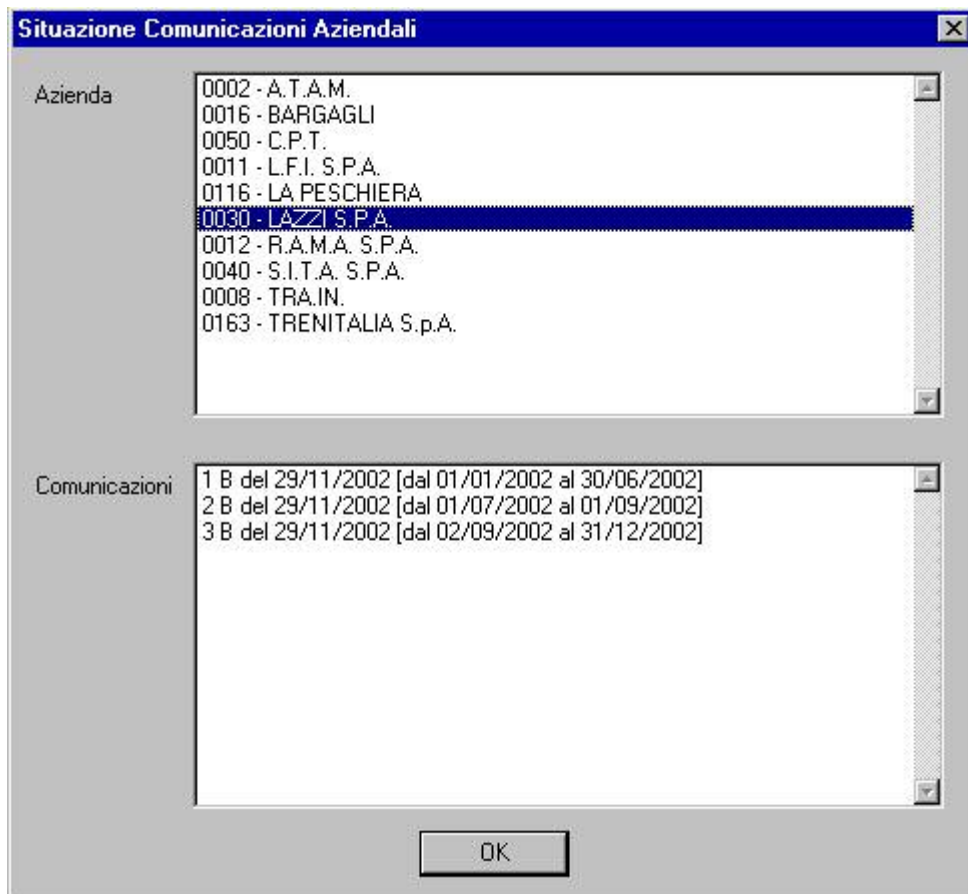 Situazione Comunicazioni Aziendali
Azienda
0002 - A.T.A.M.
0016 - BARGAGLI
0050 - C.P.T.
0011 - L.F.I. S.P.A.
0116 - LA PESCHIERA
0030 - LAZZI S.P.A.
0012 - R.A.M.A. S.P.A.
0040 - S.I.T.A. S.P.A.
0008 - TRA.IN.
0163 - TRENITALIA S.p.A.
Comunicazioni
1 B del 29/11/2002 [dal 01/01/2002 al 30/06/2002]
2 B del 29/11/2002 [dal 01/07/2002 al 01/09/2002]
3 B del 29/11/2002 [dal 02/09/2002 al 31/12/2002]
OK